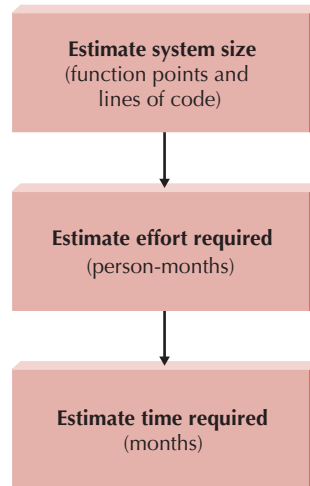 Estimate system size
(function points and
lines of code)
Estimate effort required
(person-months)
Estimate time required
(months)